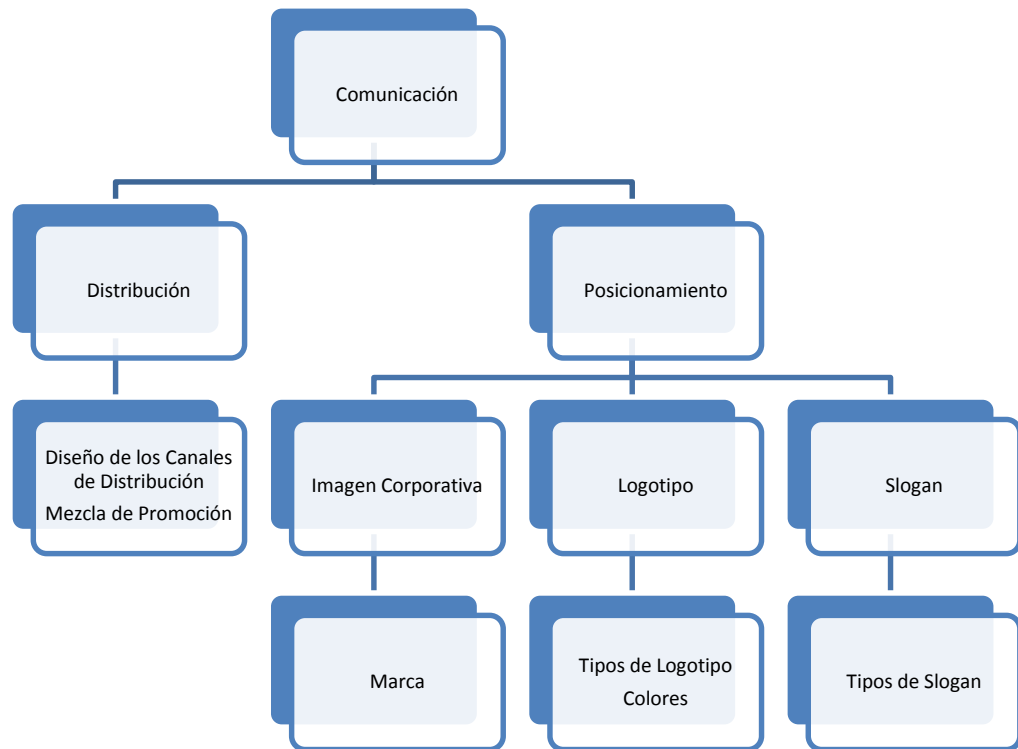 Comunicación
Distribución
Posicionamiento
Diseño de los Canales
de Distribución
Mezcla de Promoción
Imagen Corporativa
Logotipo
Slogan
Marca
Tipos de Logotipo
Colores
Tipos de Slogan